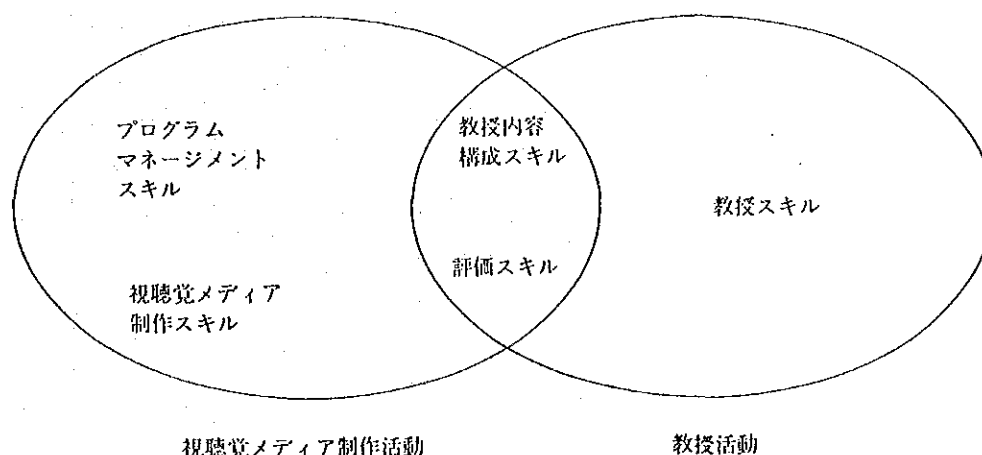 プログラム
マネージメント
スキル
視聴覚メディア
制作スキル
教授内容
構成スキル
評価スキル
教授スキル
視聴覚メディア制作活動
教授活動